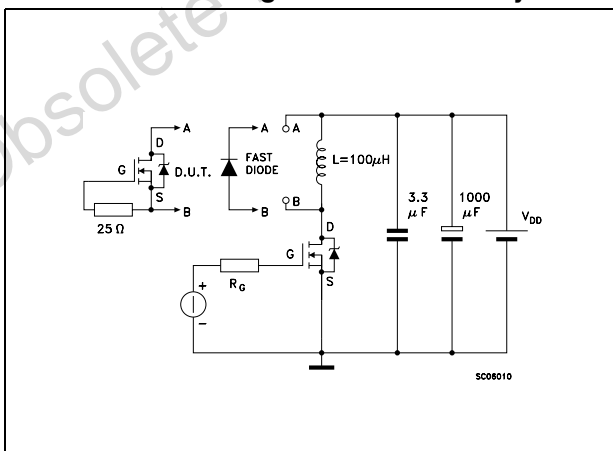 Obsolete
A
D
G
D.U.T.
S
B
25 Ω
A
FAST
DIODE
B
A
L=100μH
B
D
G
S
+
RG
−
3.3
μF
1000
μF
VDD
SC06010